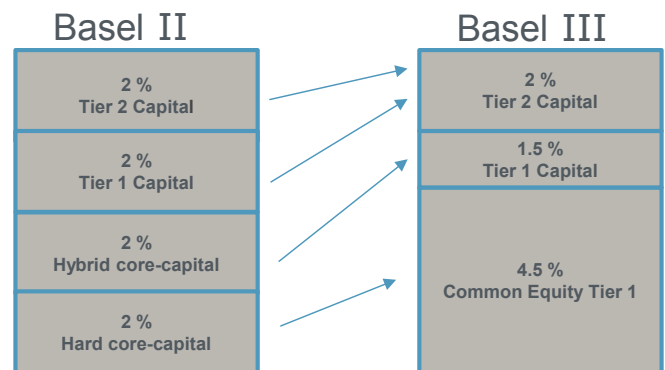 Basel II
2 %
Tier 2 Capital
2 %
Tier 1 Capital
2 %
Hybrid core-capital
2 %
Hard core-capital
Basel III
2 %
Tier 2 Capital
1.5 %
Tier 1 Capital
4.5 %
Common Equity Tier 1